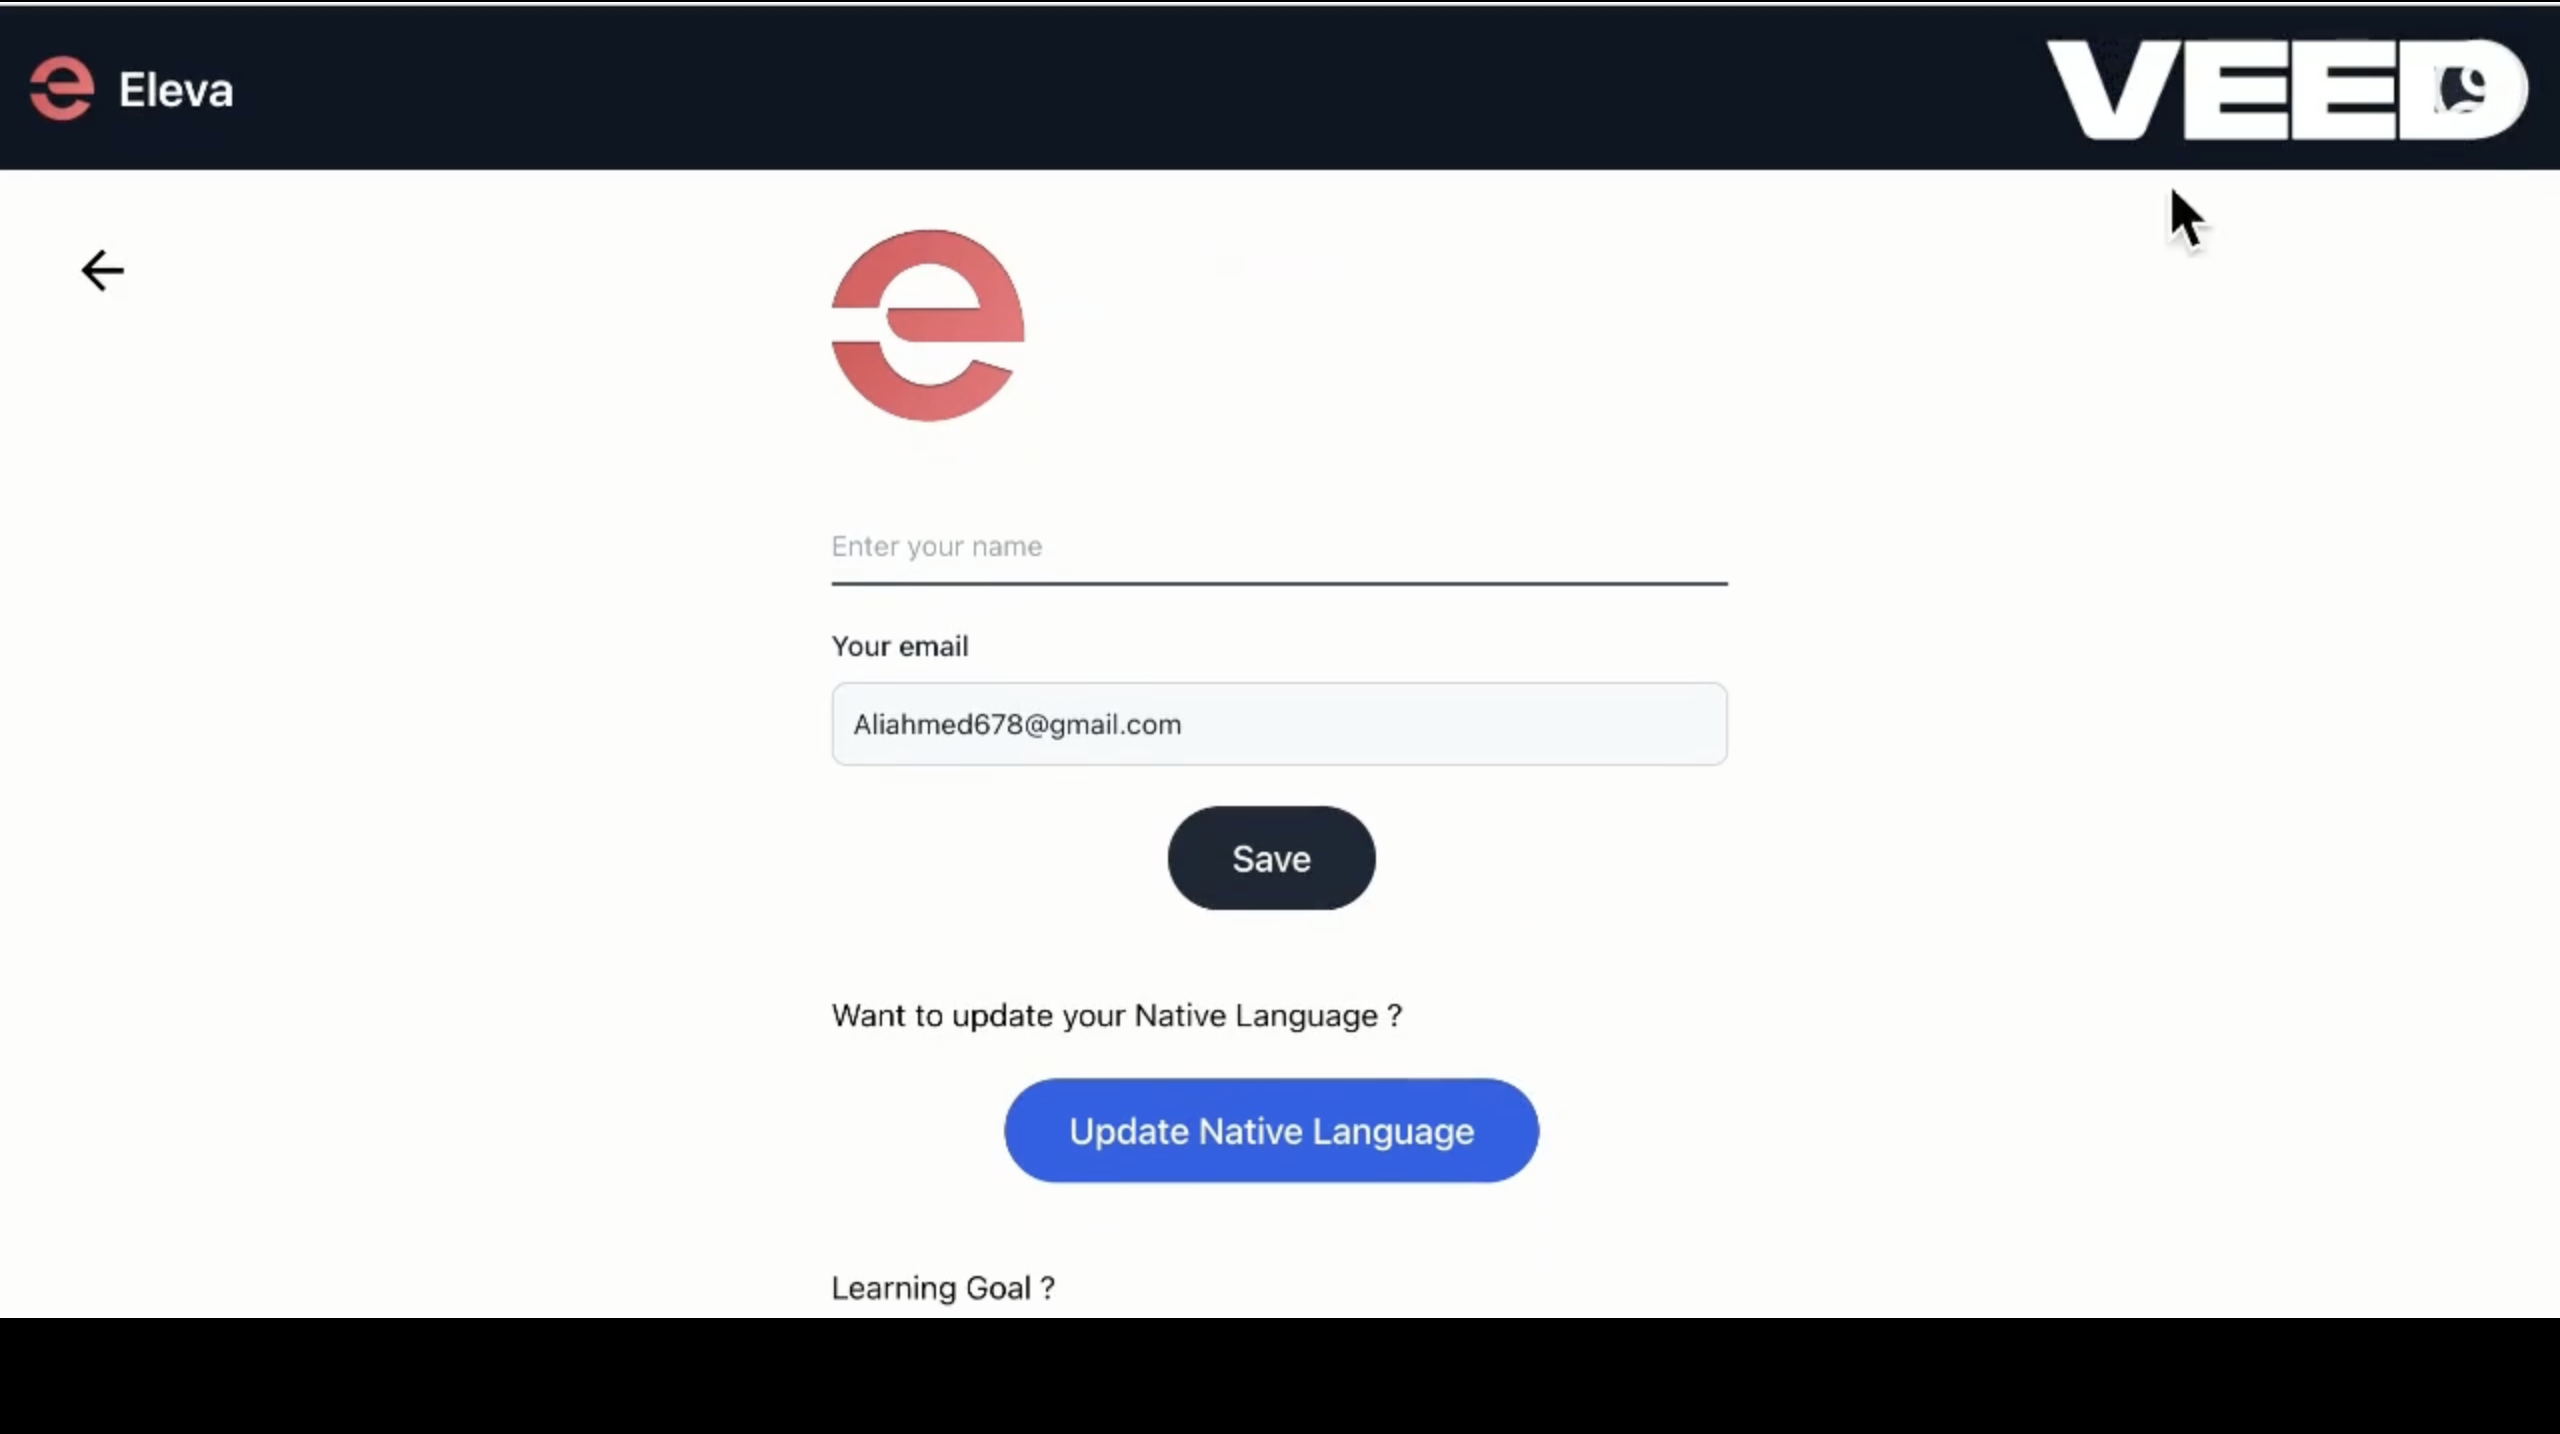 Eleva
VEED
Enter your name
Your email
Aliahmed678@gmail.com
Save
Want to update your Native Language ?
Update Native Language
Learning Goal ?